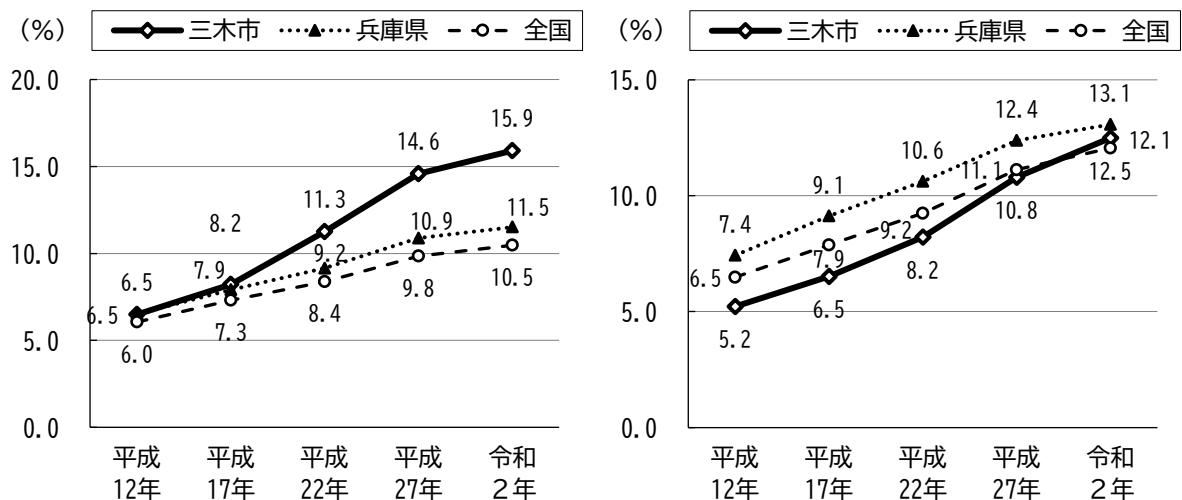 (%) 三木市 兵庫県 全国
20.0
15.0
10.0
5.0
0.0
6.5 8.2 11.3 14.6 15.9
6.5 7.9 9.2 10.9 11.5
6.0 7.3 8.4 9.8 10.5
平成 平成 平成 平成 令和
12年 17年 22年 27年 2年
(%) 三木市 兵庫県 全国
15.0
10.0
5.0
0.0
7.4 9.1 10.6 12.4 13.1
6.5 7.9 9.2 11.1 12.1
5.2 6.5 8.2 10.8 12.5
平成 平成 平成 平成 令和
12年 17年 22年 27年 2年